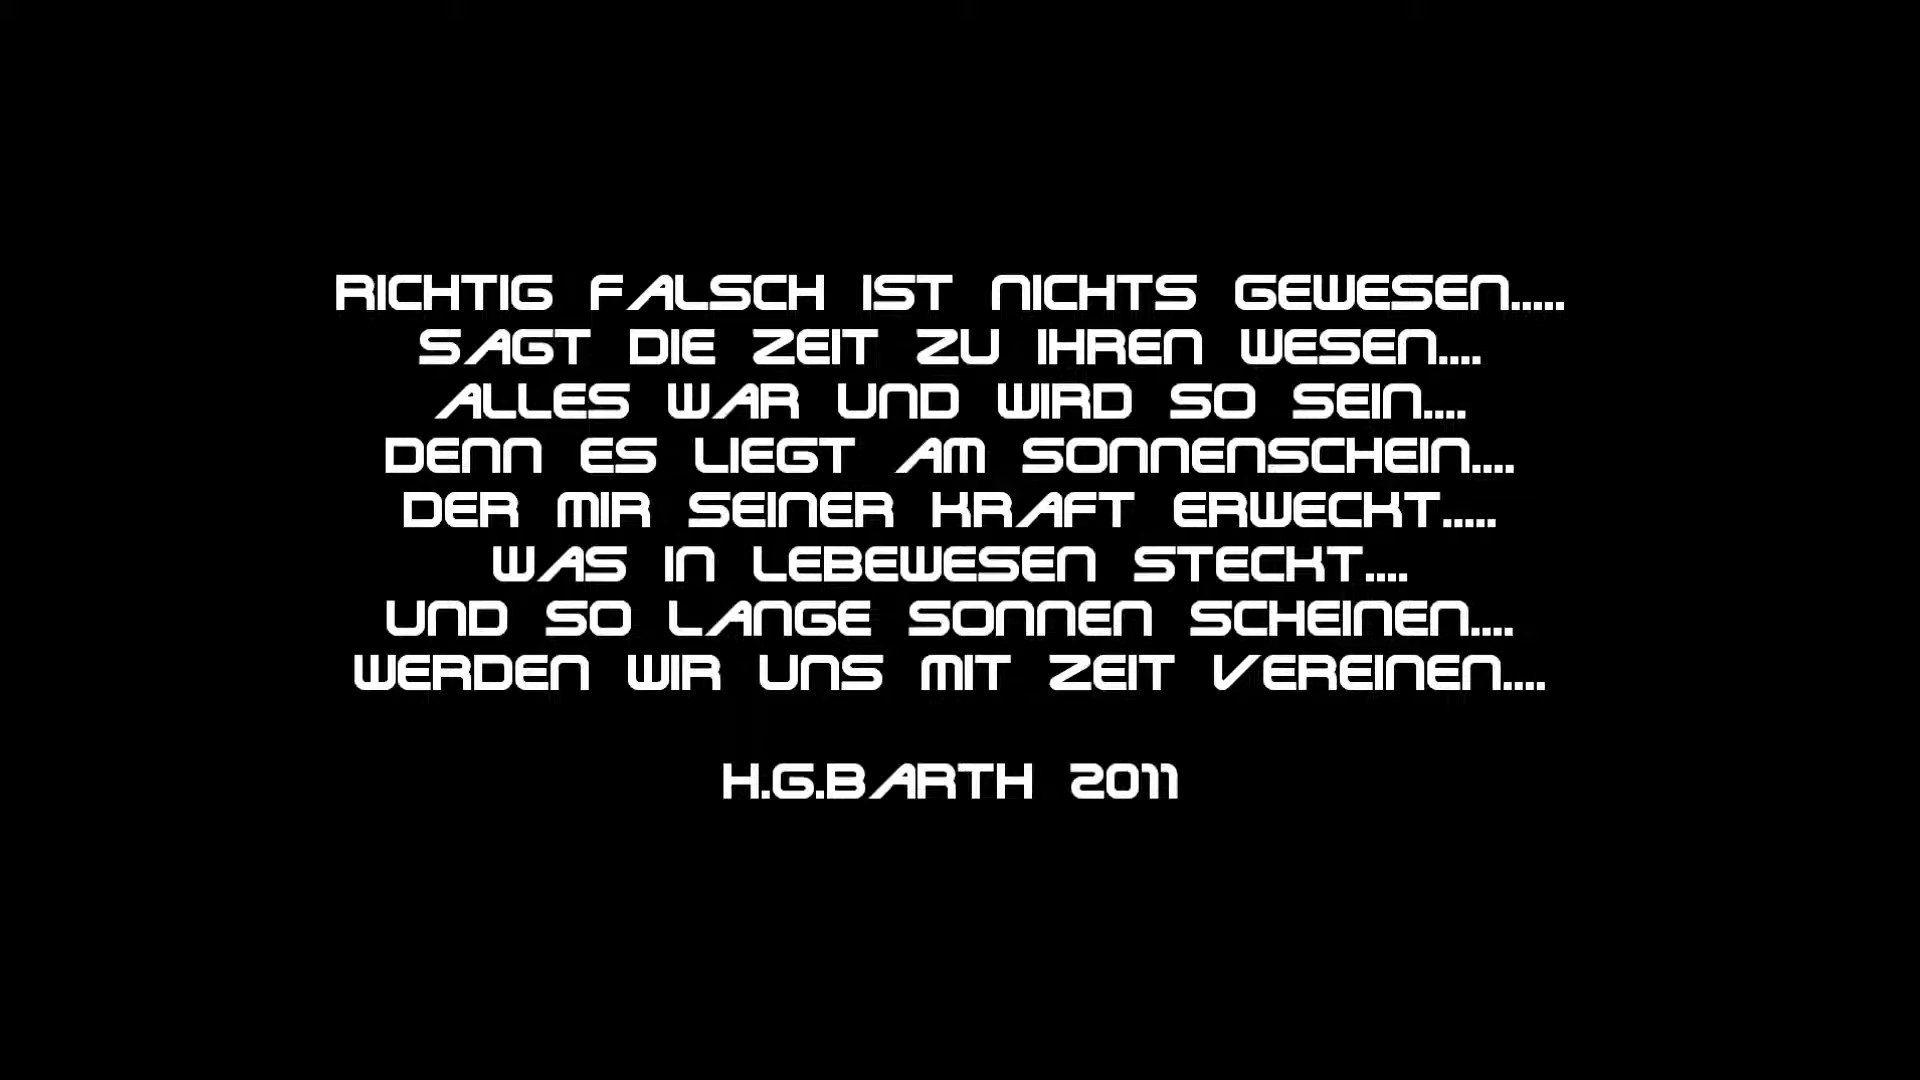 RICHTIG FALSCH IST NICHTS GEWESEN.....
SAGT DIE ZEIT ZU IHREN WESEN....
ALLES WAR UND WIRD SO SEIN....
DENN ES LIEGT AM SONNENSCHEIN....
DER MIR SEINER KRAFT ERWECKT.....
WAS IN LEBEWESEN STECKT....
UND SO LANGE SONNEN SCHEINEN....
WERDEN WIR UNS MIT ZEIT VEREINEN....
H.G.BARTH 2011